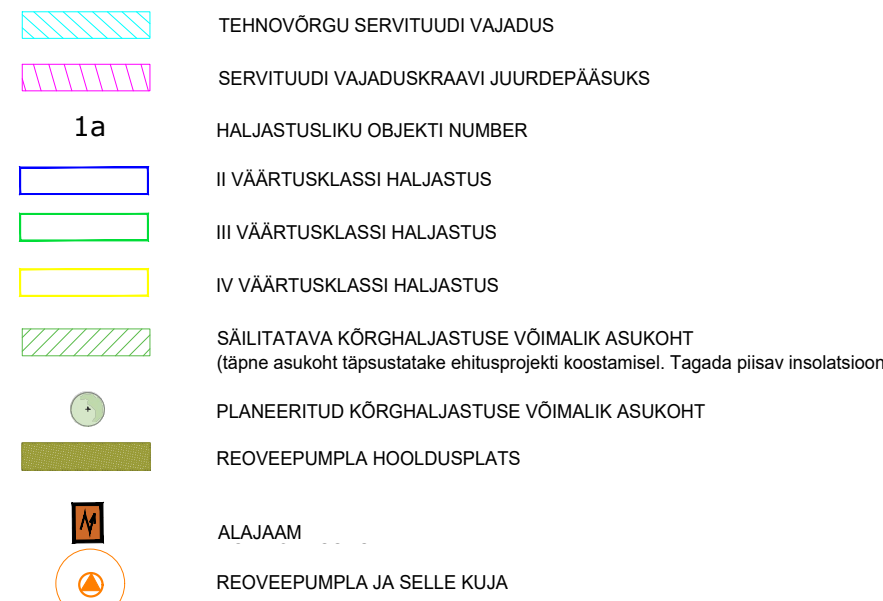 TEHNOVÕRGU SERVITUUDI VAJADUS
SERVITUUDI VAJADUSKRAAVI JUURDEPÄÄSUKS
1a HALJASTUSLIKU OBJEKTI NUMBER
II VÄÄRTUSKLASSI HALJASTUS
III VÄÄRTUSKLASSI HALJASTUS
IV VÄÄRTUSKLASSI HALJASTUS
SÄILITATAVA KÕRGHALJASTUSE VÕIMALIK ASUKOHT
(täpne asukoht täpsustatake ehitusprojekti koostamisel. Tagada piisav insolatsioon
PLANEERITUD KÕRGHALJASTUSE VÕIMALIK ASUKOHT
REOVEEPUMPLA HOOLDUSPLATS
ALAJAAM
REOVEEPUMPLA JA SELLE KUJA